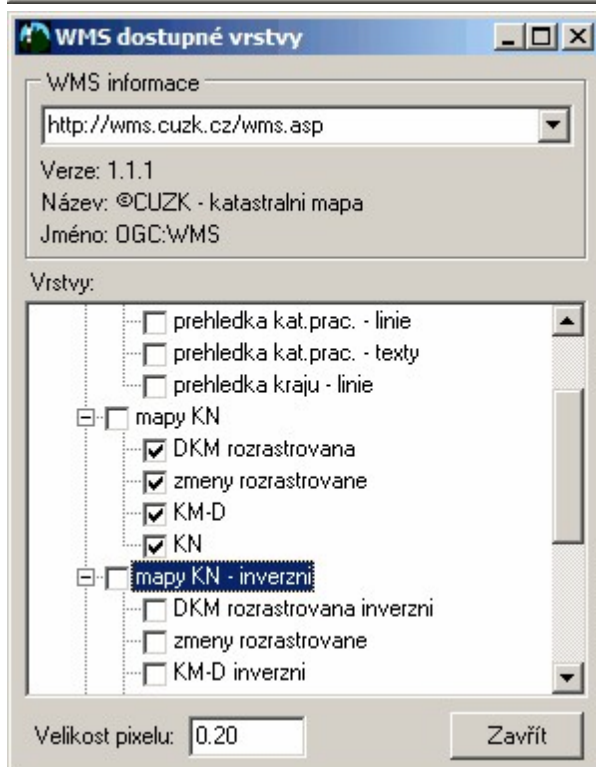 WMS dostupné vrstvy
WMS informace
http://wms.cuzk.cz/wms.asp
Verze: 1.1.1
Název: ©CUZK - katastralni mapa
Jméno: OGC:WMS
Vrstvy:
prehledka kat.prac. - linie
prehledka kat.prac. - texty
prehledka kraju - linie
mapy KN
DKM rozrastrovana
zmeny rozrastrovane
KM-D
KN
mapy KN - inverzni
DKM rozrastrovana inverzni
zmeny rozrastrovane
KM-D inverzni
Velikost pixelu: 0.20
Zavřít